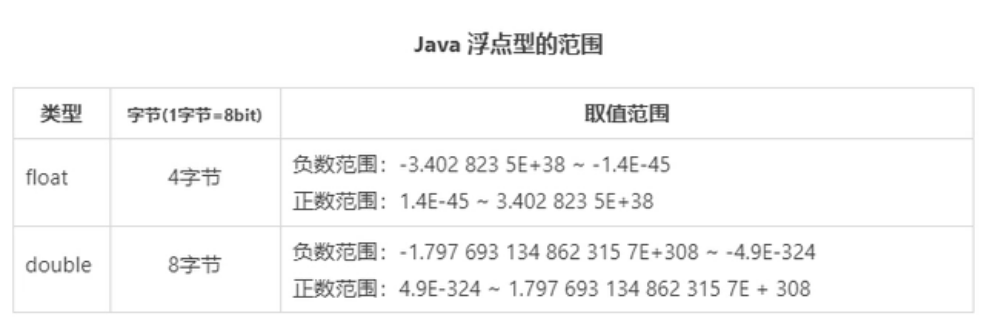 Java 浮点型的范围
类型 字节(1字节=8bit) 取值范围
float 4字节 负数范围：-3.402 823 5E+38 ~ -1.4E-45
正数范围：1.4E-45 ~ 3.402 823 5E+38
double 8字节 负数范围：-1.797 693 134 862 315 7E+308 ~ -4.9E-324
正数范围：4.9E-324 ~ 1.797 693 134 862 315 7E + 308